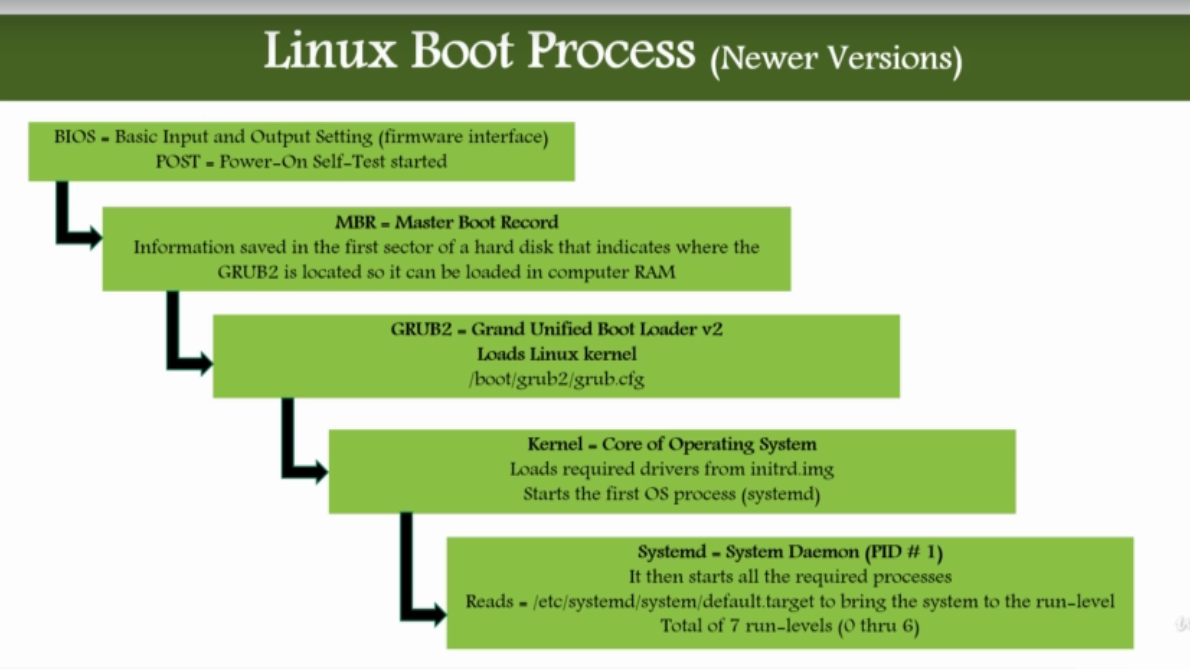 Linux Boot Process (Newer Versions)
BIOS = Basic Input and Output Setting (firmware interface)
POST = Power-On Self-Test started
MBR = Master Boot Record
Information saved in the first sector of a hard disk that indicates where the
GRUB2 is located so it can be loaded in computer RAM
GRUB2 = Grand Unified Boot Loader v2
Loads Linux kernel
/boot/grub2/grub.cfg
Kernel = Core of Operating System
Loads required drivers from initrd.img
Starts the first OS process (systemd)
Systemd = System Daemon (PID # 1)
It then starts all the required processes
Reads = /etc/systemd/system/default.target to bring the system to the run-level
Total of 7 run-levels (0 thru 6)